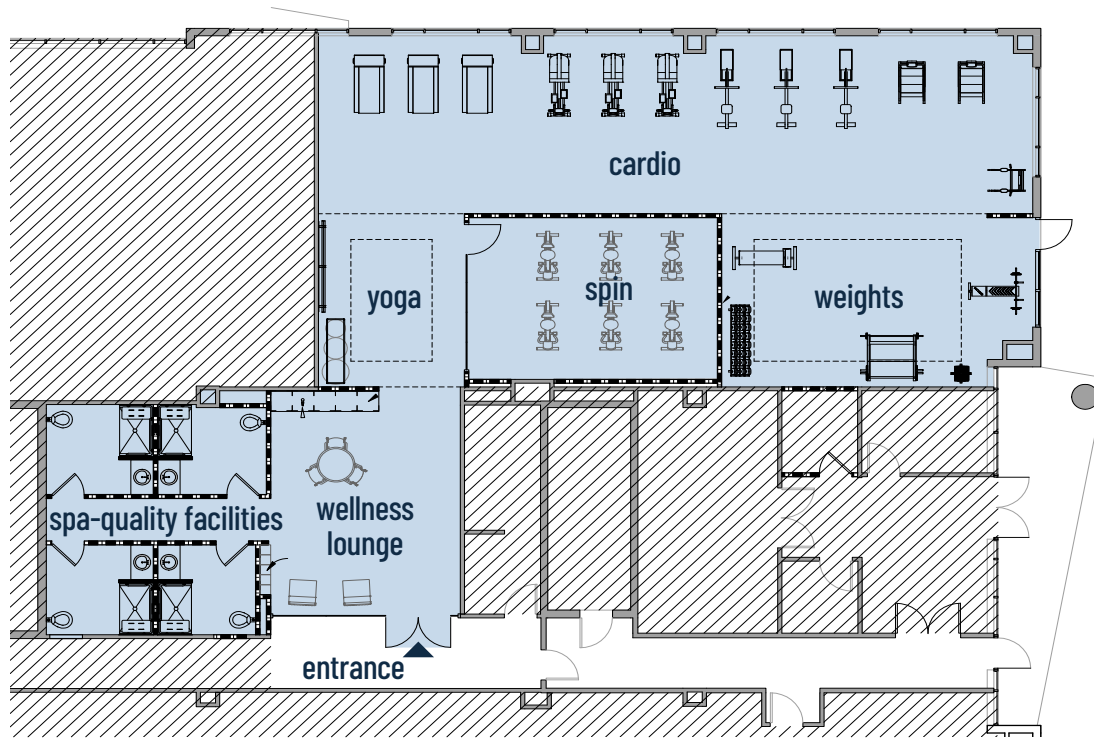 cardio
yoga
spin
weights
spa-quality facilities
wellness
lounge
entrance